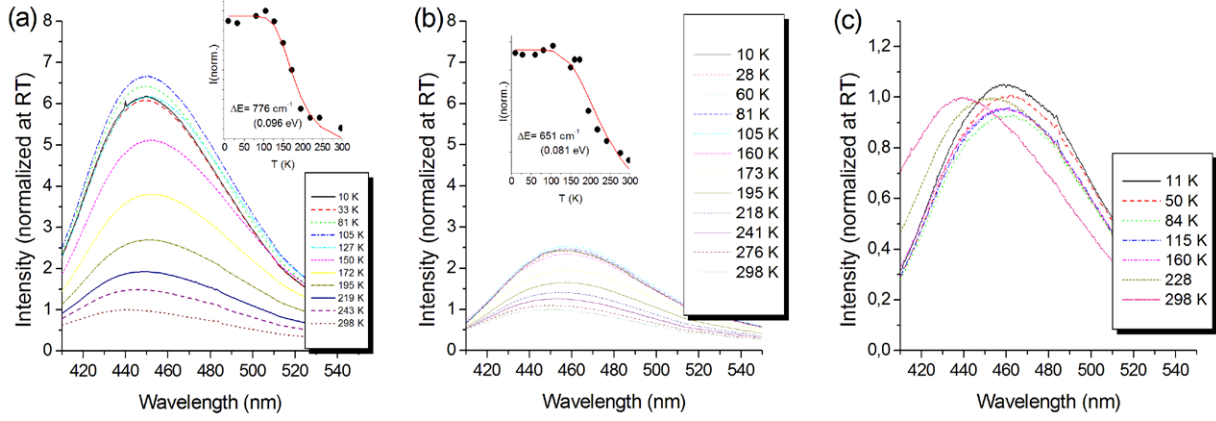 (a)
Intensity (normalized at RT)
8
7
6
5
4
3
2
1
0
420 440 460 480 500 520 540
Wavelength (nm)
I(norm.)
ΔE= 776 cm⁻¹
(0.096 eV)
0 50 100 150 200 250 300
T (K)
10 K
33 K
81 K
105 K
127 K
150 K
172 K
195 K
219 K
243 K
298 K
(b)
Intensity (normalized at RT)
8
7
6
5
4
3
2
1
0
420 440 460 480 500 520 540
Wavelength (nm)
I(norm.)
ΔE= 651 cm⁻¹
(0.081 eV)
0 50 100 150 200 250 300
T (K)
10 K
28 K
60 K
81 K
105 K
160 K
173 K
195 K
218 K
241 K
276 K
298 K
(c)
Intensity (normalized at RT)
1,2
1,0
0,8
0,6
0,4
0,2
0,0
420 440 460 480 500 520 540
Wavelength (nm)
11 K
50 K
84 K
115 K
160 K
228
298 K